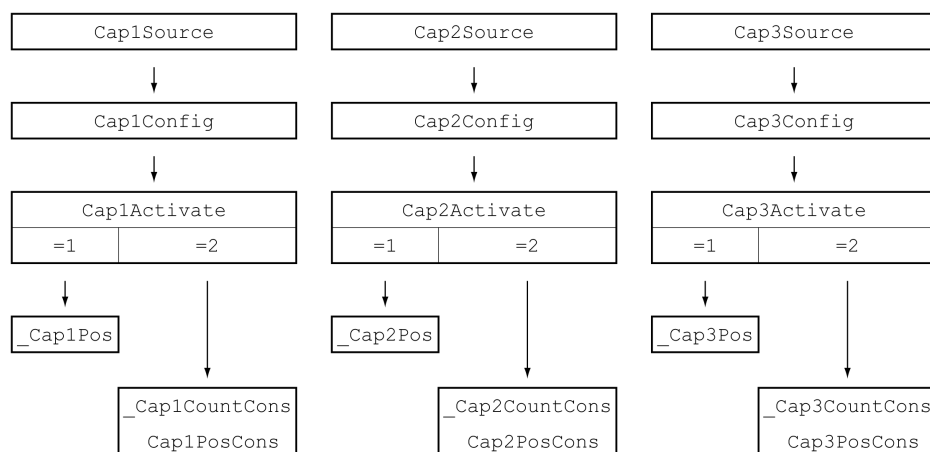 Cap1Source Cap2Source Cap3Source
Cap1Config Cap2Config Cap3Config
Cap1Activate Cap2Activate Cap3Activate
=1 =2 =1 =2 =1 =2
_Cap1Pos _Cap2Pos _Cap3Pos
_Cap1CountCons _Cap2CountCons _Cap3CountCons
Cap1PosCons Cap2PosCons Cap3PosCons